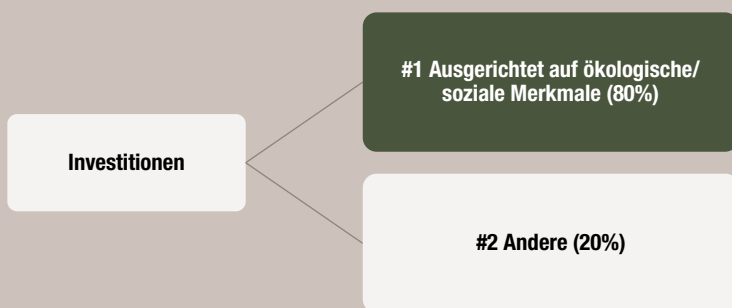 Investitionen
#1 Ausgerichtet auf ökologische/
soziale Merkmale (80%)
#2 Andere (20%)